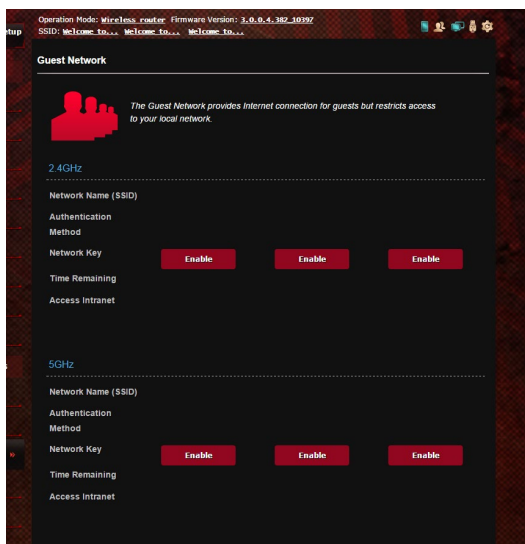 Operation Mode: Wireless router Firmware Version: 3.0.0.4.382_10397
etup
SSID: Welcome to... Welcome to... Welcome to...
Guest Network
The Guest Network provides Internet connection for guests but restricts access
to your local network.
2.4GHz
Network Name (SSID)
Authentication
Method
Network Key Enable Enable Enable
Time Remaining
Access Intranet
5GHz
s
Network Name (SSID)
Authentication
Method
Network Key Enable Enable Enable
Time Remaining
Access Intranet